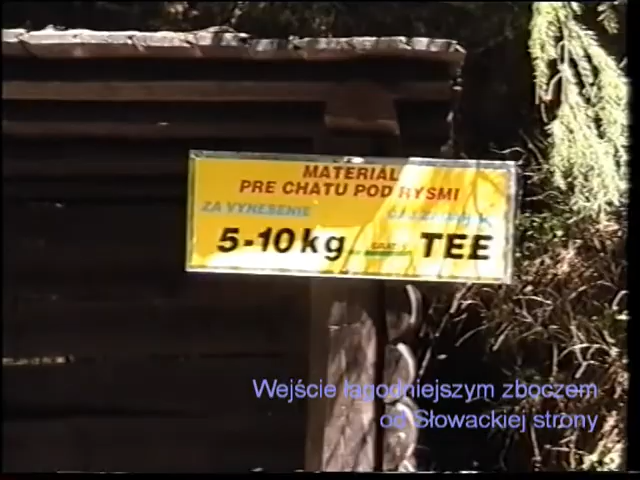 MATERIAL
PRE CHATU POD RYSMI
ZA VYNESENIE
5-10kg TEE
Wejście łagodniejszym zboczem
od Słowackiej strony